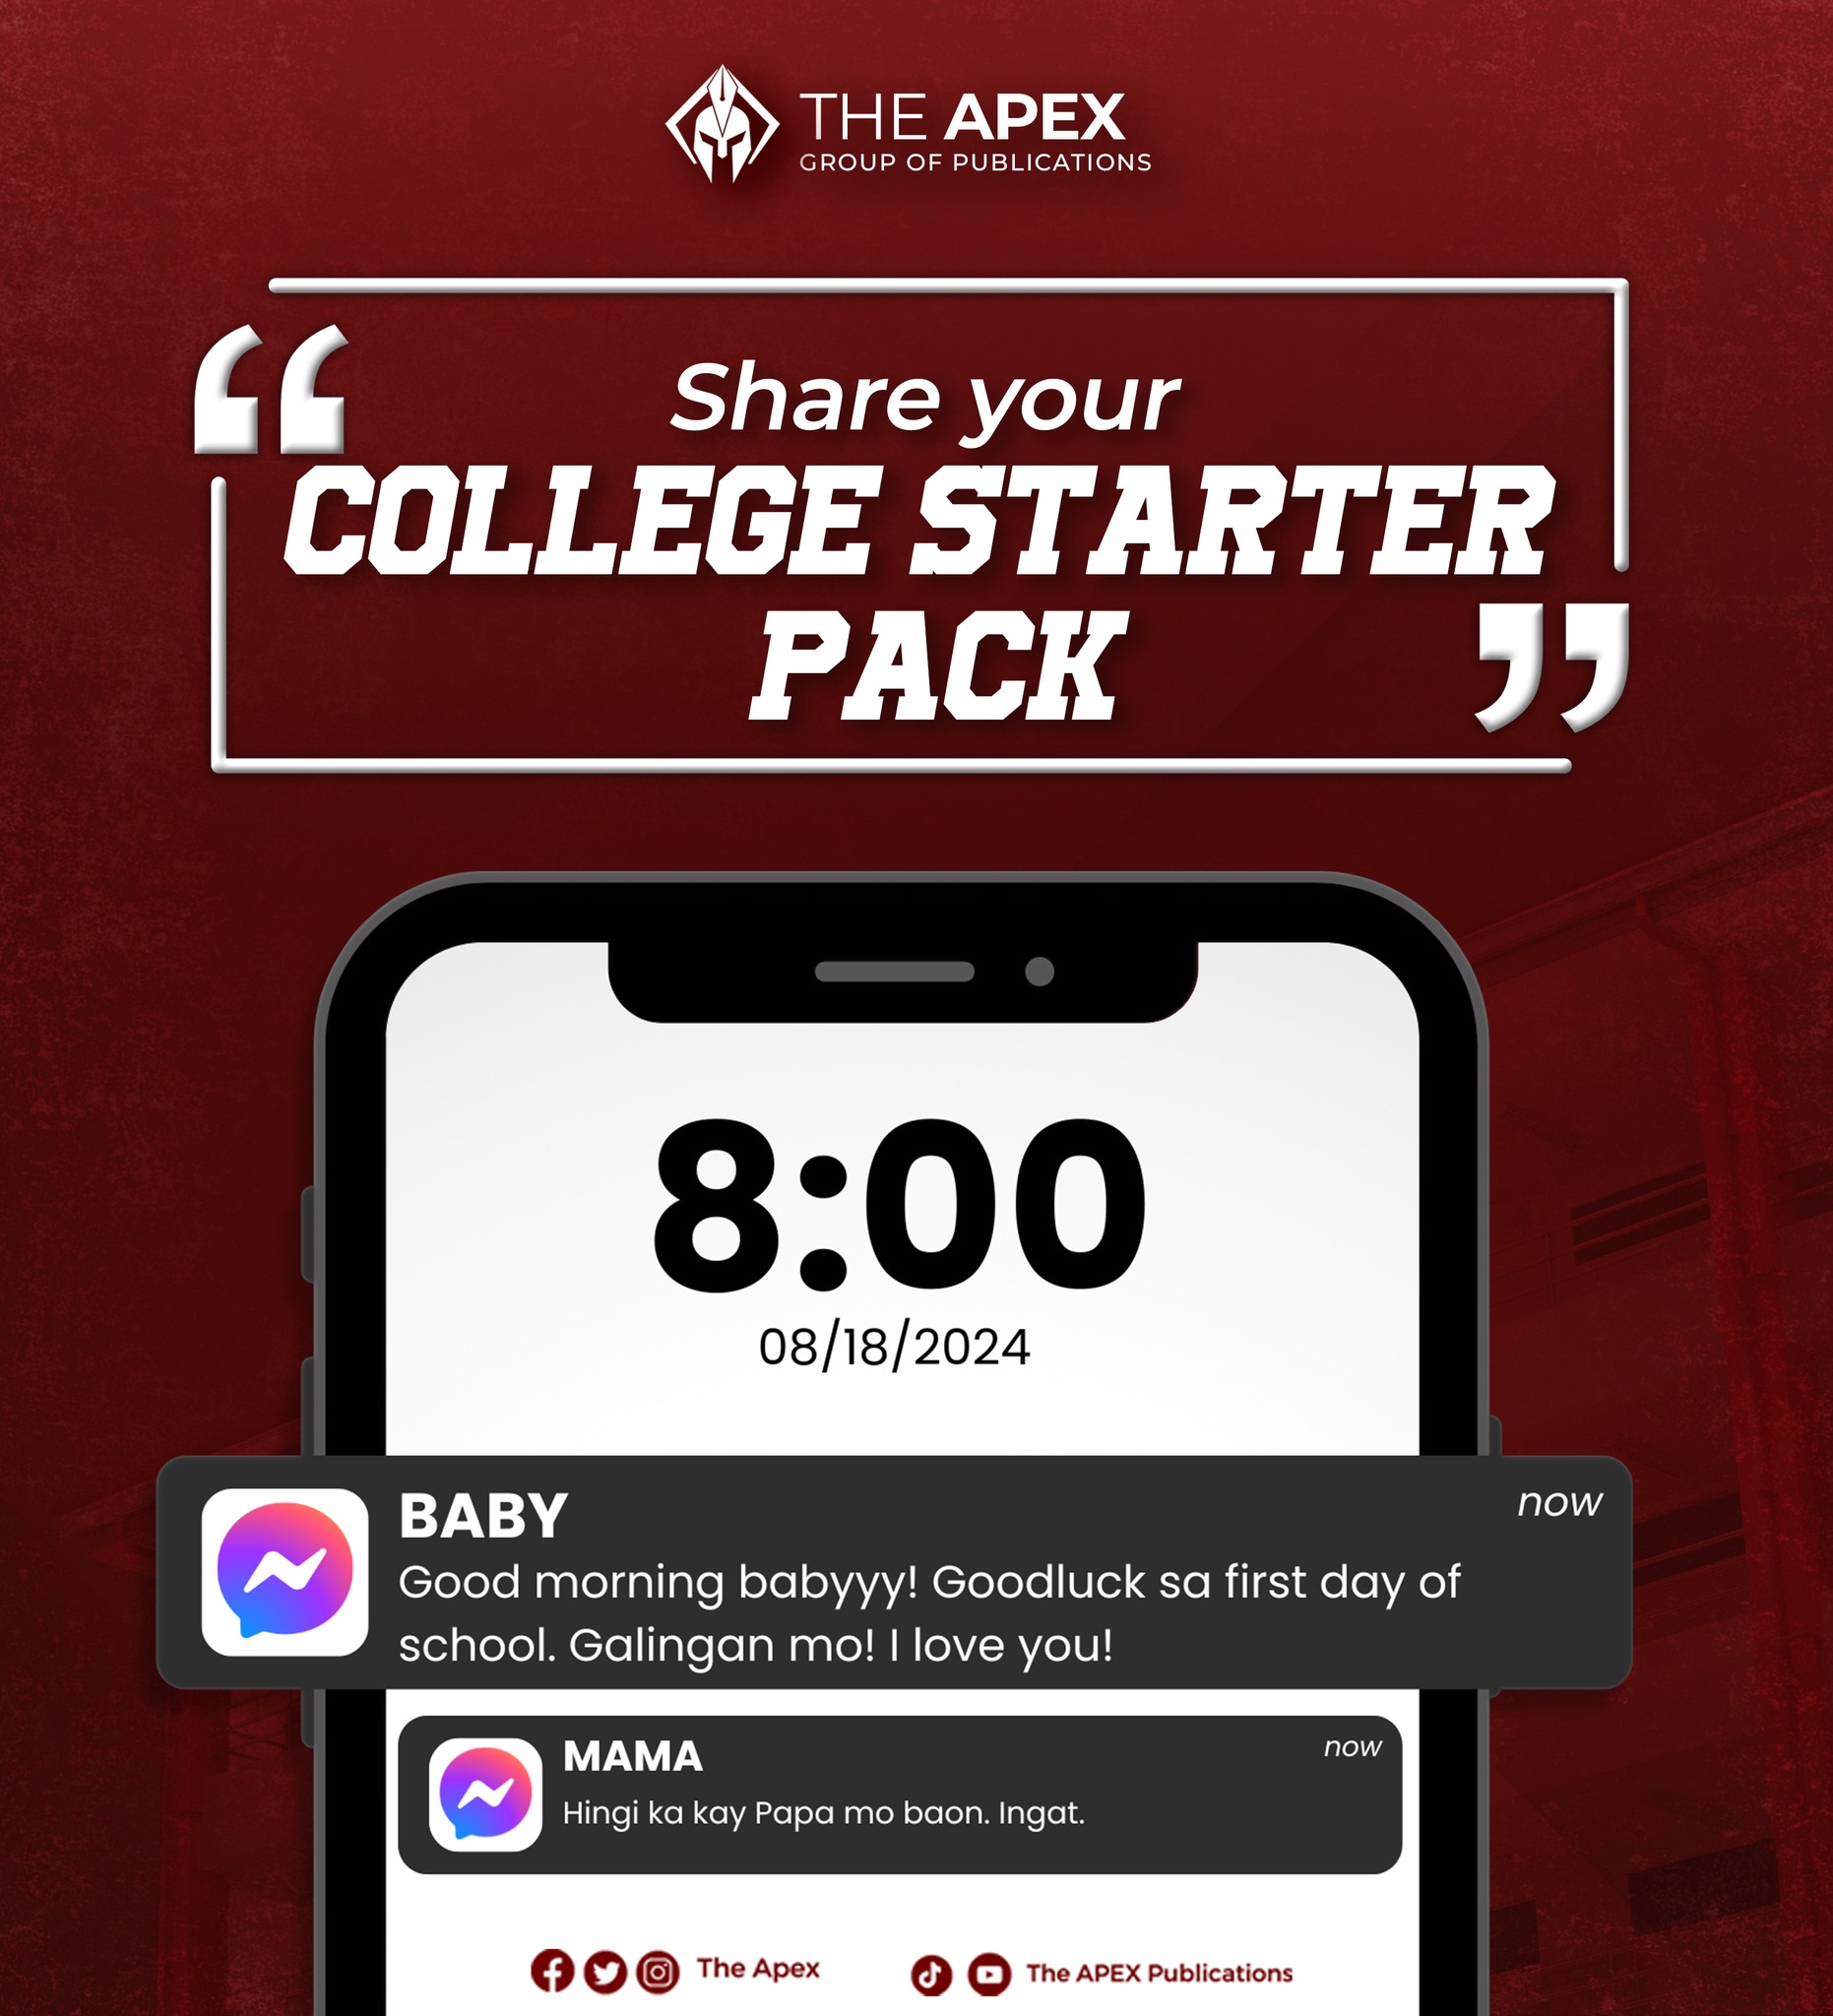 THE APEX
GROUP OF PUBLICATIONS
“ Share your
COLLEGE STARTER
PACK ”
8:00
08/18/2024
BABY
now
Good morning babyyy! Goodluck sa first day of
school. Galingan mo! I love you!
MAMA
now
Hingi ka kay Papa mo baon. Ingat.
The Apex
The APEX Publications